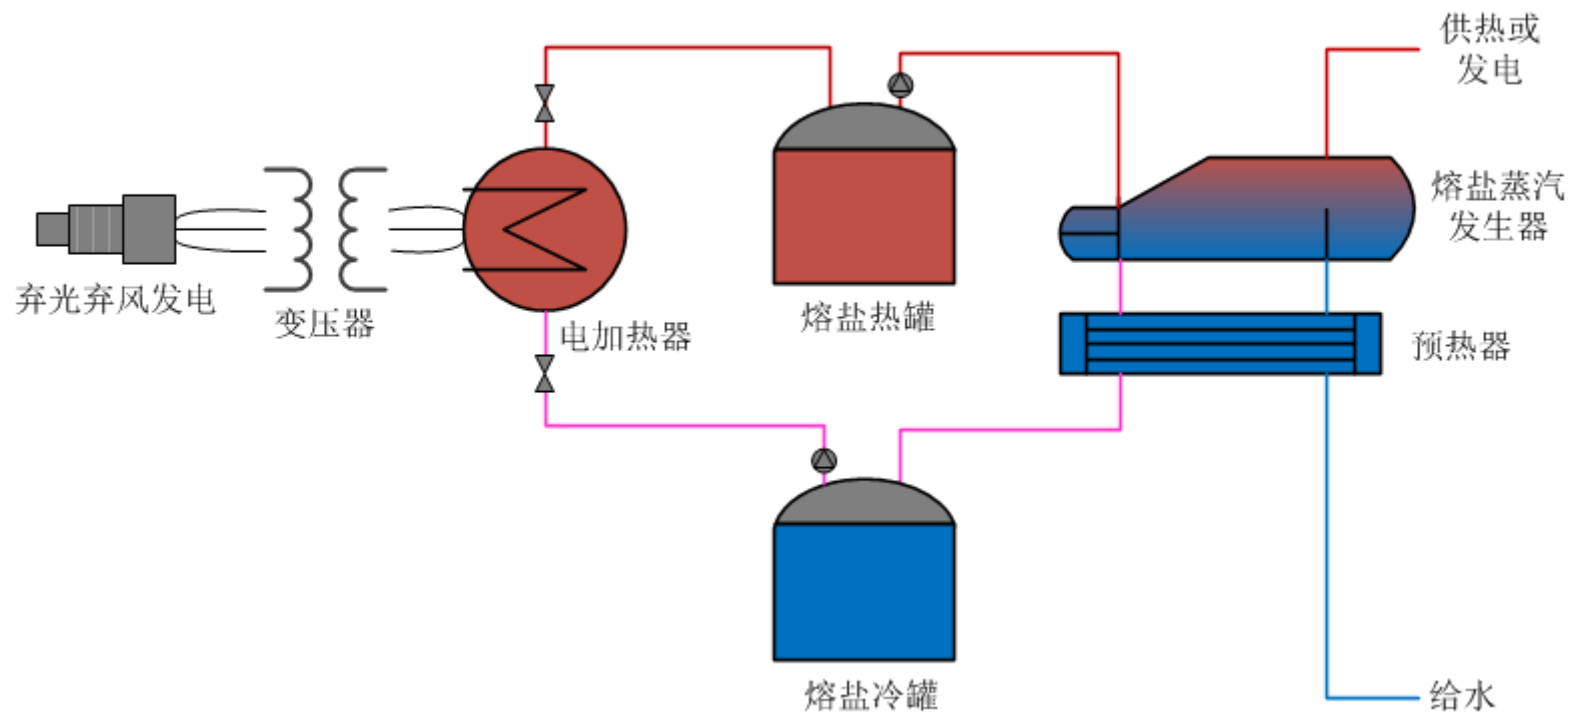 供热或
发电
熔盐蒸汽
发生器
弃光弃风发电
变压器
电加热器
熔盐热罐
预热器
熔盐冷罐
给水